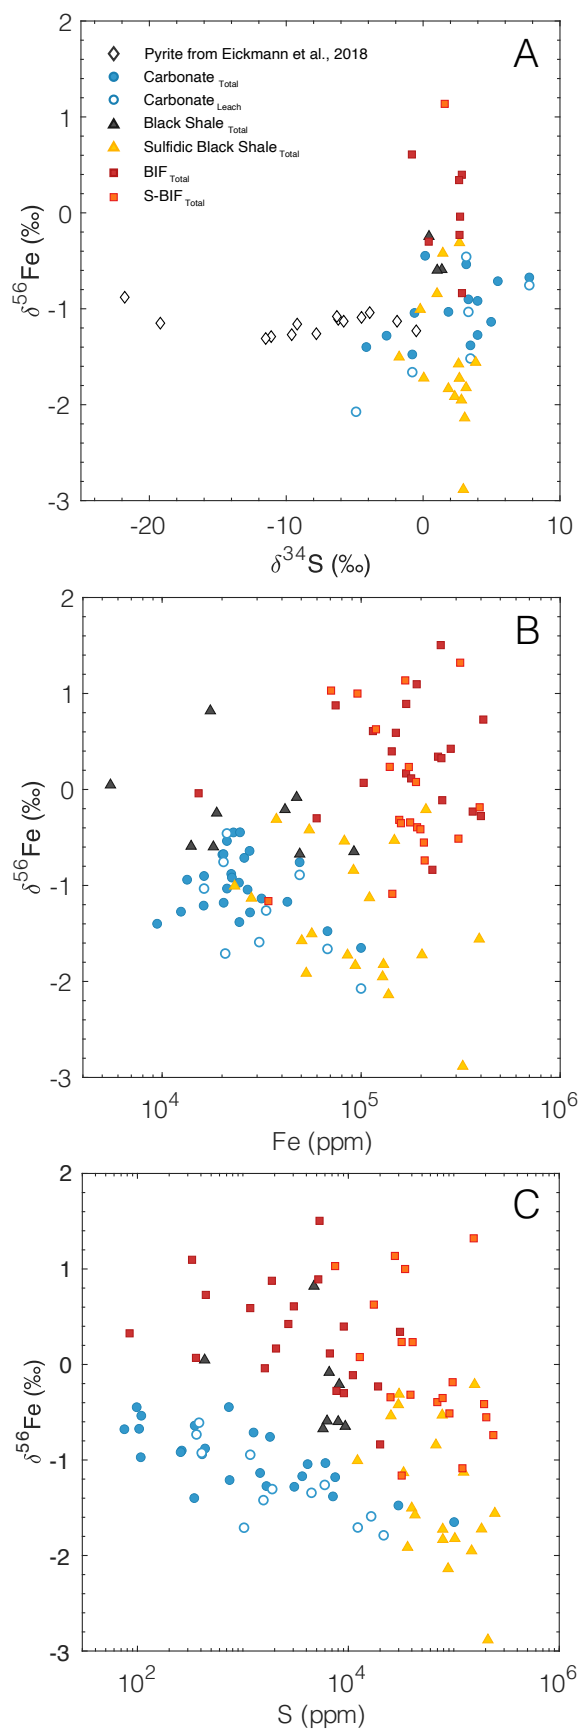 A
Pyrite from Eickmann et al., 2018
Carbonate Total
Carbonate Leach
Black Shale Total
Sulfidic Black Shale Total
BIF Total
S-BIF Total
2
1
0
-1
-2
-3
δ56Fe (‰)
-20 -10 0 10
δ34S (‰)
B
2
1
0
-1
-2
-3
δ56Fe (‰)
10^4 10^5 10^6
Fe (ppm)
C
2
1
0
-1
-2
-3
δ56Fe (‰)
10^2 10^4 10^6
S (ppm)